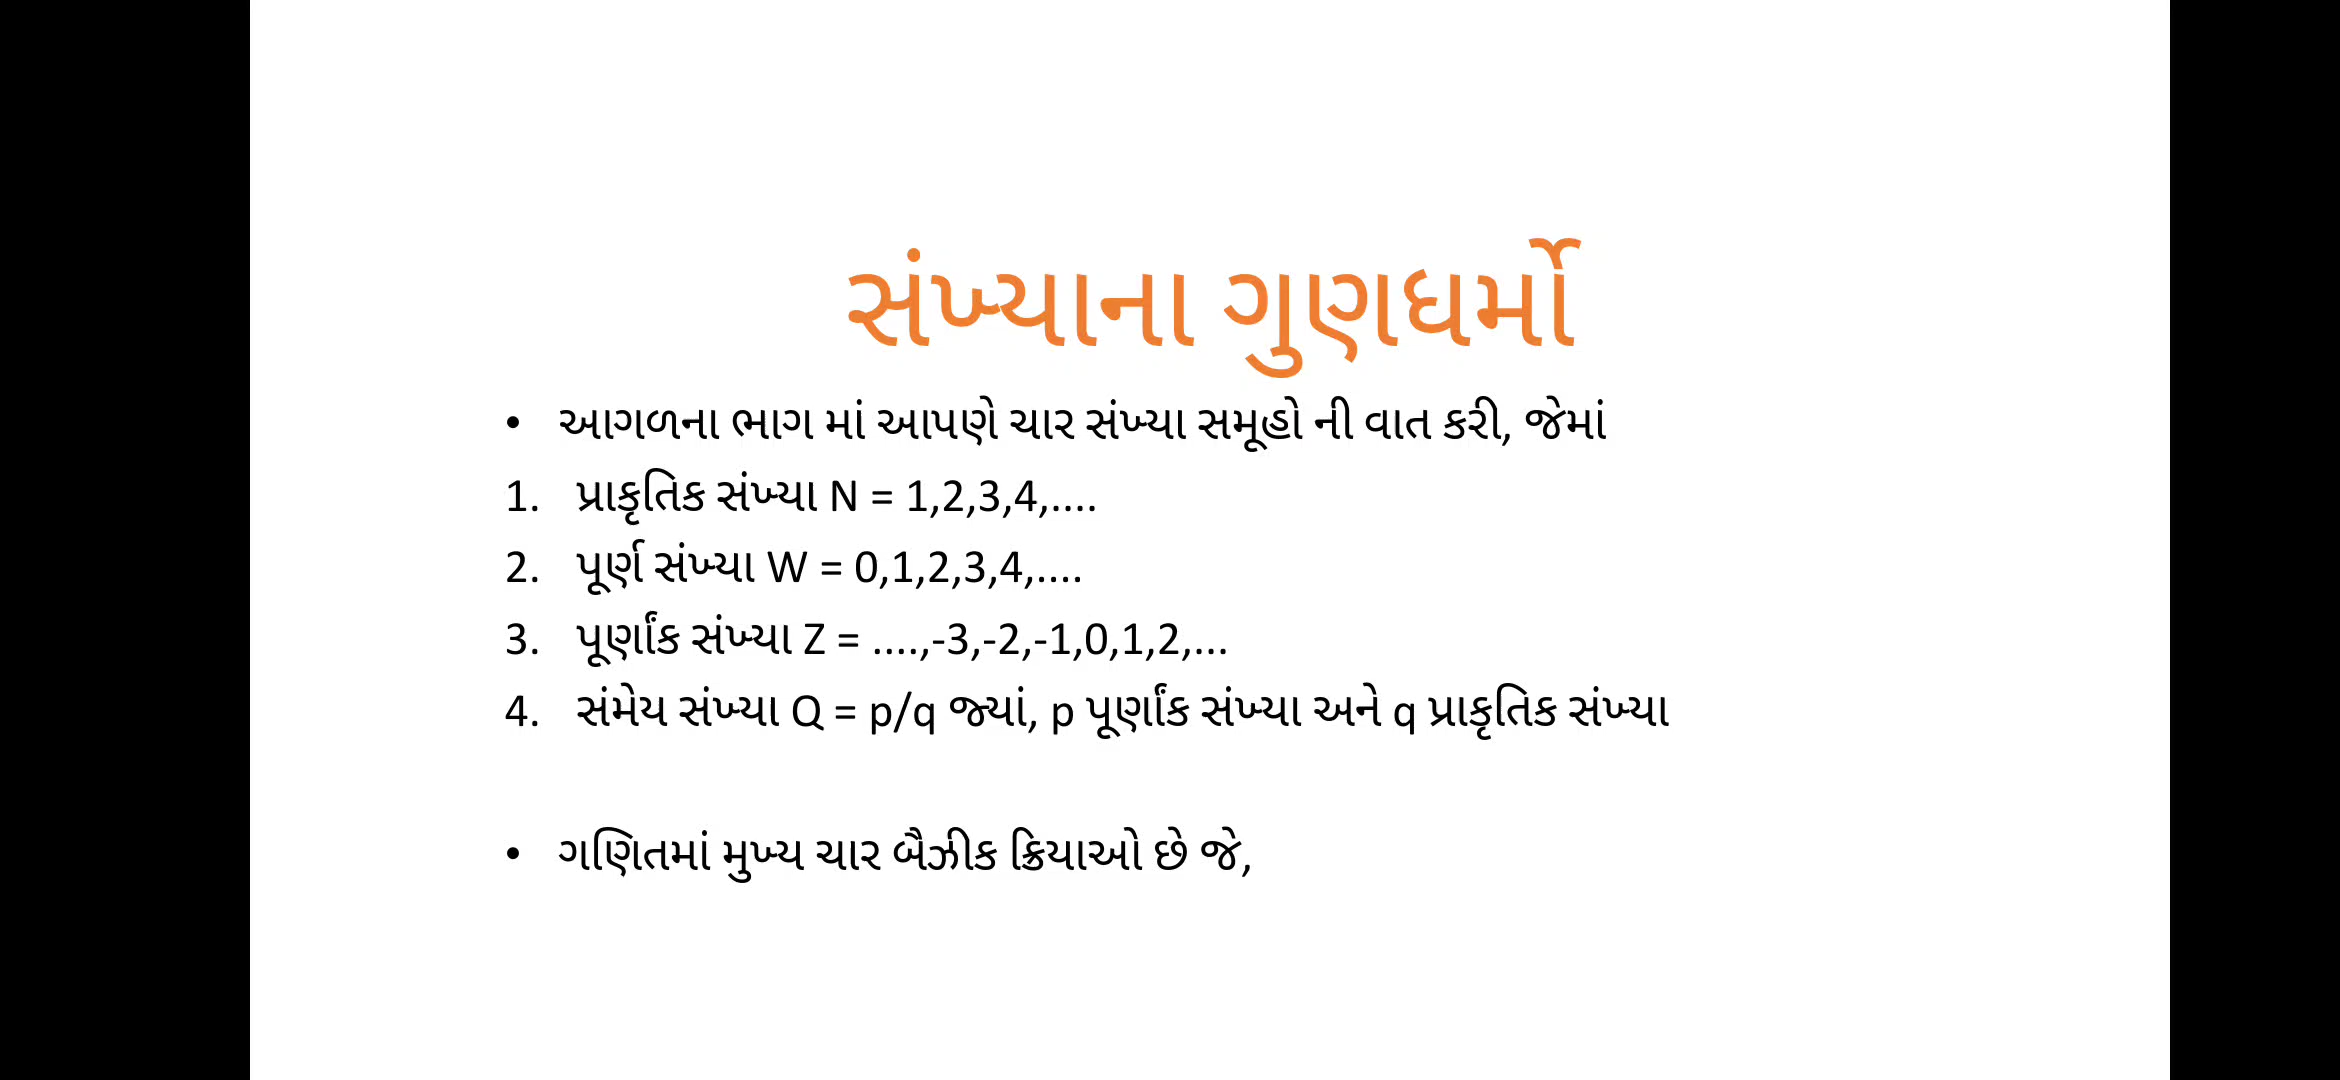 સંખ્યાના ગુણધર્મો
• આગળના ભાગ માં આપણે ચાર સંખ્યા સમૂહો ની વાત કરી, જેમાં
1. પ્રાકૃતિક સંખ્યા N = 1,2,3,4,....
2. પૂર્ણ સંખ્યા W = 0,1,2,3,4,....
3. પૂર્ણાંક સંખ્યા Z = ....,-3,-2,-1,0,1,2,...
4. સંમેય સંખ્યા Q = p/q જ્યાં, p પૂર્ણાંક સંખ્યા અને q પ્રાકૃતિક સંખ્યા
• ગણિતમાં મુખ્ય ચાર બૈઝીક ક્રિયાઓ છે જે,